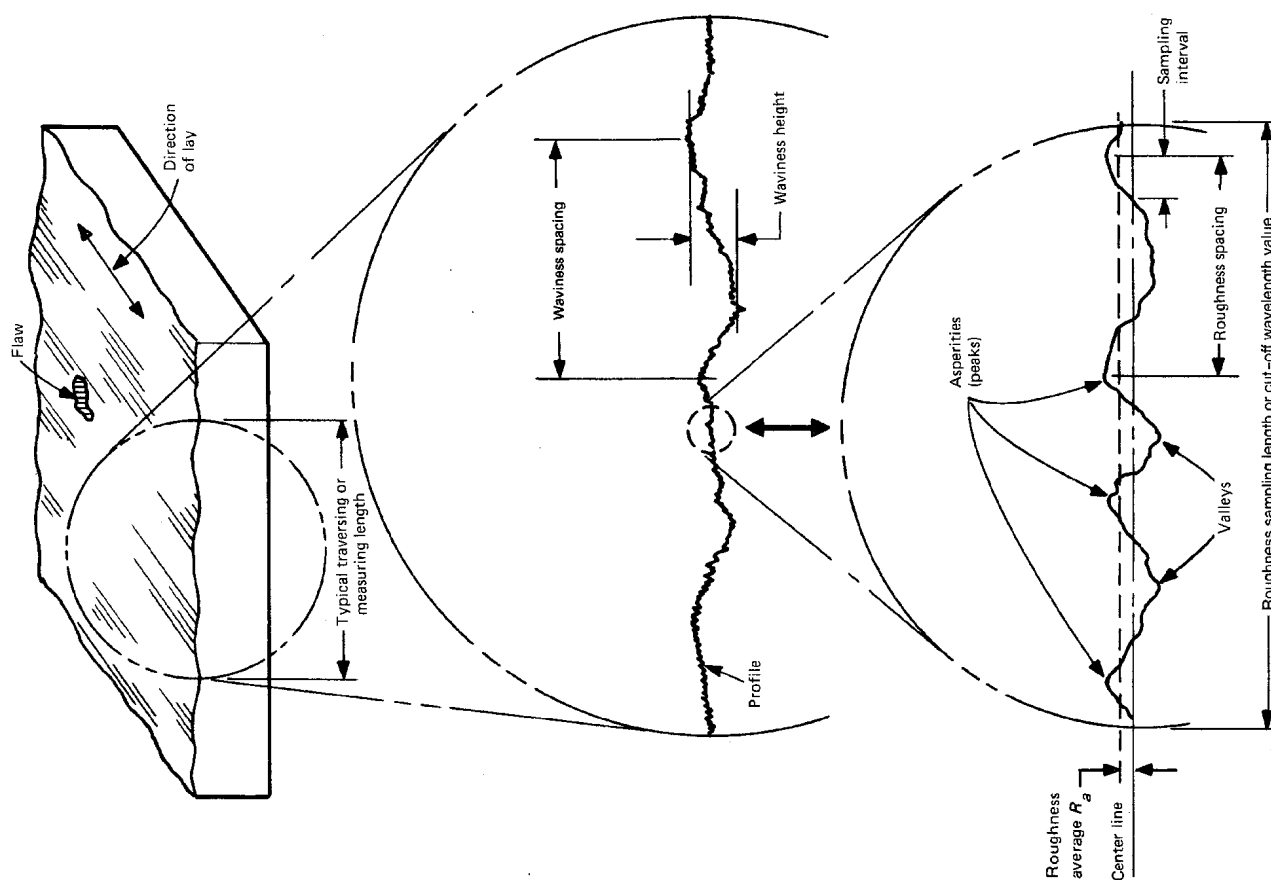 Flaw
Direction
of lay
Typical traversing or
measuring length
Waviness spacing
Waviness height
Profile
Asperities
(peaks)
Valleys
Sampling
interval
Roughness spacing
Roughness
average R a
Center line
Roughness sampling length or cut-off wavelength value